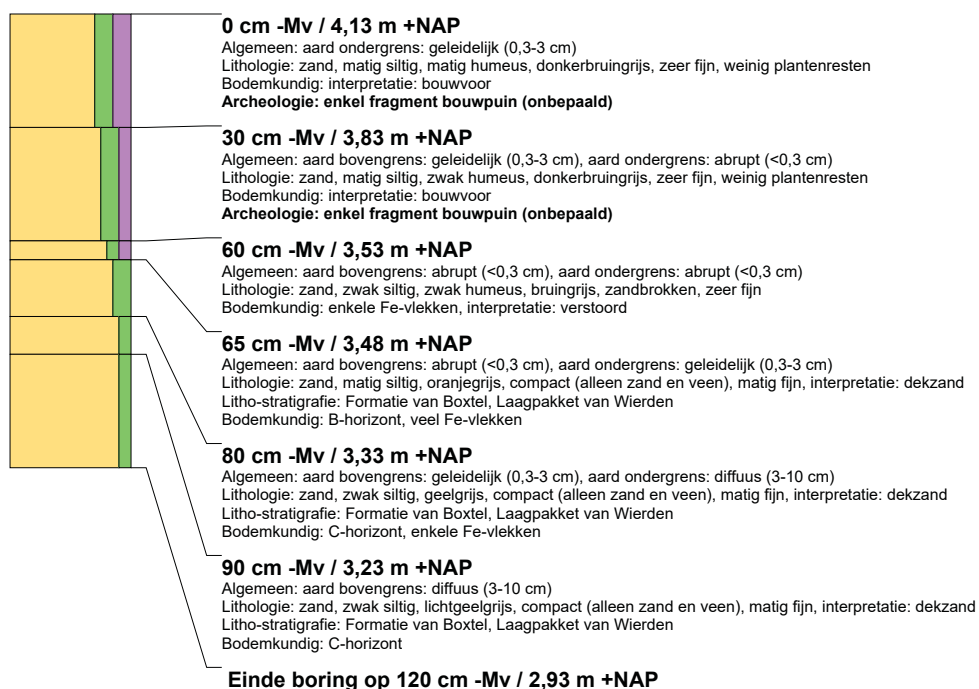 0 cm -Mv / 4,13 m +NAP
Algemeen: aard ondergrens: geleidelijk (0,3-3 cm)
Lithologie: zand, matig siltig, matig humeus, donkerbruingrijs, zeer fijn, weinig plantenresten
Bodemkundig: interpretatie: bouwvoor
Archeologie: enkel fragment bouwpuin (onbepaald)
30 cm -Mv / 3,83 m +NAP
Algemeen: aard bovengrens: geleidelijk (0,3-3 cm), aard ondergrens: abrupt (<0,3 cm)
Lithologie: zand, matig siltig, zwak humeus, donkerbruingrijs, zeer fijn, weinig plantenresten
Bodemkundig: interpretatie: bouwvoor
Archeologie: enkel fragment bouwpuin (onbepaald)
60 cm -Mv / 3,53 m +NAP
Algemeen: aard bovengrens: abrupt (<0,3 cm), aard ondergrens: abrupt (<0,3 cm)
Lithologie: zand, zwak siltig, zwak humeus, bruingrijs, zandbrokken, zeer fijn
Bodemkundig: enkele Fe-vlekken, interpretatie: verstoord
65 cm -Mv / 3,48 m +NAP
Algemeen: aard bovengrens: abrupt (<0,3 cm), aard ondergrens: geleidelijk (0,3-3 cm)
Lithologie: zand, matig siltig, oranjegrijs, compact (alleen zand en veen), matig fijn, interpretatie: dekzand
Litho-stratigrafie: Formatie van Boxtel, Laagpakket van Wierden
Bodemkundig: B-horizont, veel Fe-vlekken
80 cm -Mv / 3,33 m +NAP
Algemeen: aard bovengrens: geleidelijk (0,3-3 cm), aard ondergrens: diffuus (3-10 cm)
Lithologie: zand, zwak siltig, geelgrijs, compact (alleen zand en veen), matig fijn, interpretatie: dekzand
Litho-stratigrafie: Formatie van Boxtel, Laagpakket van Wierden
Bodemkundig: C-horizont, enkele Fe-vlekken
90 cm -Mv / 3,23 m +NAP
Algemeen: aard bovengrens: diffuus (3-10 cm)
Lithologie: zand, zwak siltig, lichtgeelgrijs, compact (alleen zand en veen), matig fijn, interpretatie: dekzand
Litho-stratigrafie: Formatie van Boxtel, Laagpakket van Wierden
Bodemkundig: C-horizont
Einde boring op 120 cm -Mv / 2,93 m +NAP